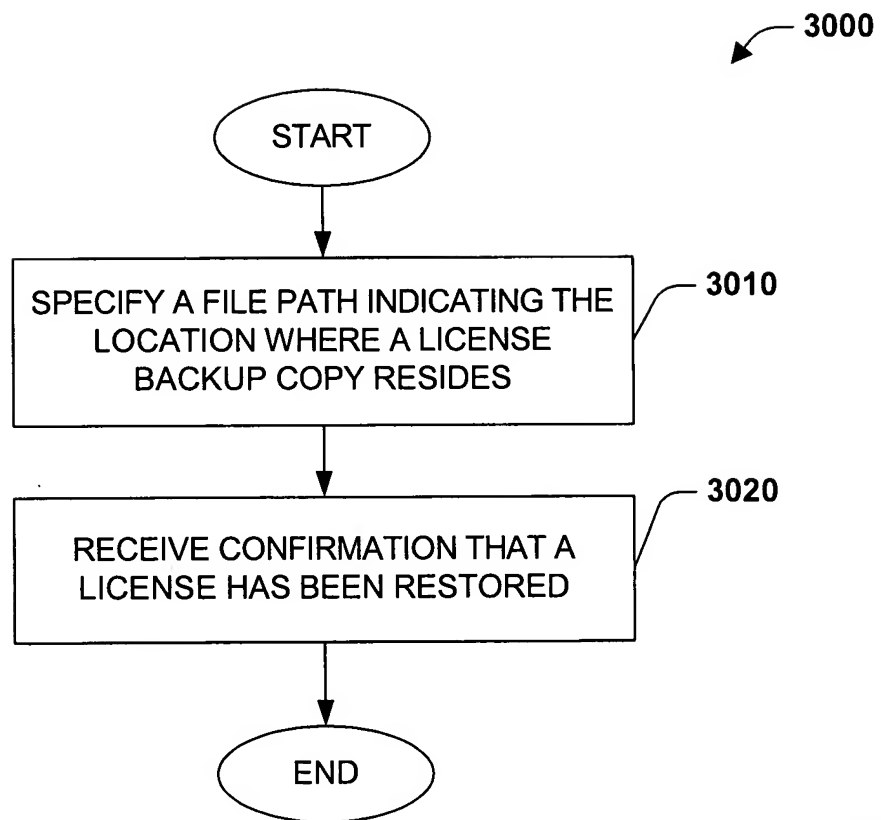 3000
START
SPECIFY A FILE PATH INDICATING THE
LOCATION WHERE A LICENSE
BACKUP COPY RESIDES
3010
RECEIVE CONFIRMATION THAT A
LICENSE HAS BEEN RESTORED
3020
END